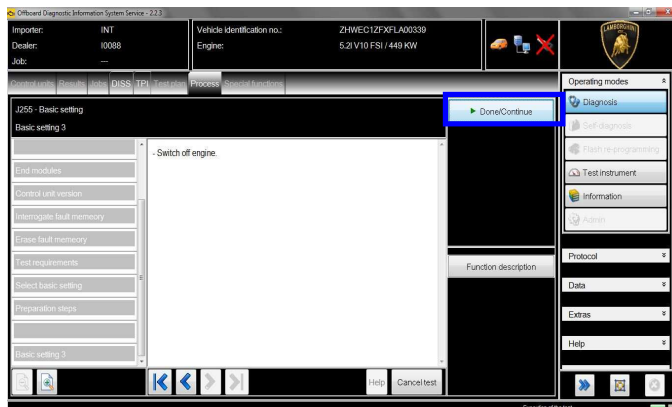 Offboard Diagnostic Information System Service - 2.2.3
Importer: INT
Dealer: I0088
Job: ---
Vehicle identification no.: ZHWEC1ZFXFLA00339
Engine: 5.2l V10 FSI / 449 KW
LAMBORGHINI
Control units Results Jobs DISS TPI Test plan Process Special functions
Operating modes
J255 - Basic setting
Basic setting 3
Done/Continue
Diagnosis
Self-diagnosis
Flash re-programming
Test instrument
Information
Admin
- Switch off engine.
End modules
Control unit version
Interrogate fault memeory
Erase fault memeory
Test requirements
Select basic setting
Preparation steps
Basic setting 3
Function description
Protocol
Data
Extras
Help
Help
Cancel test